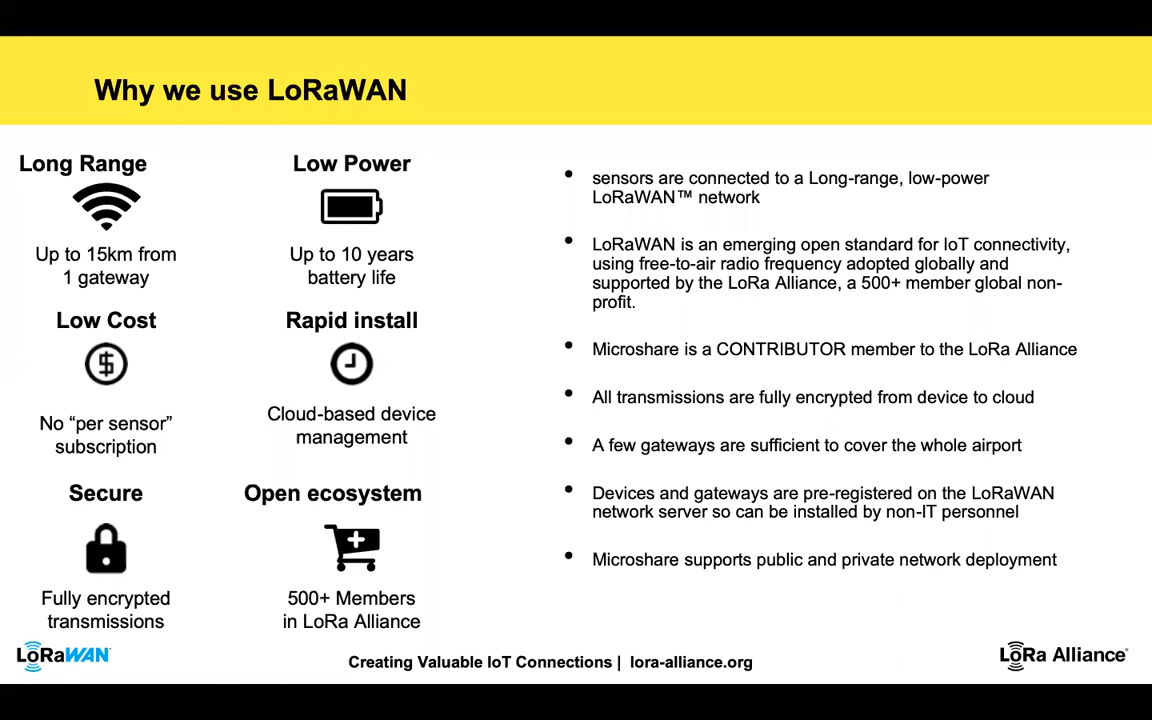 Why we use LoRaWAN
Long Range
Up to 15km from
1 gateway
Low Power
Up to 10 years
battery life
Low Cost
$
No “per sensor”
subscription
Rapid install
Cloud-based device
management
Secure
Fully encrypted
transmissions
Open ecosystem
500+ Members
in LoRa Alliance
• sensors are connected to a Long-range, low-power
LoRaWAN™ network
• LoRaWAN is an emerging open standard for IoT connectivity,
using free-to-air radio frequency adopted globally and
supported by the LoRa Alliance, a 500+ member global non-
profit.
• Microshare is a CONTRIBUTOR member to the LoRa Alliance
• All transmissions are fully encrypted from device to cloud
• A few gateways are sufficient to cover the whole airport
• Devices and gateways are pre-registered on the LoRaWAN
network server so can be installed by non-IT personnel
• Microshare supports public and private network deployment
LoRaWAN
Creating Valuable IoT Connections | lora-alliance.org
LoRa Alliance®